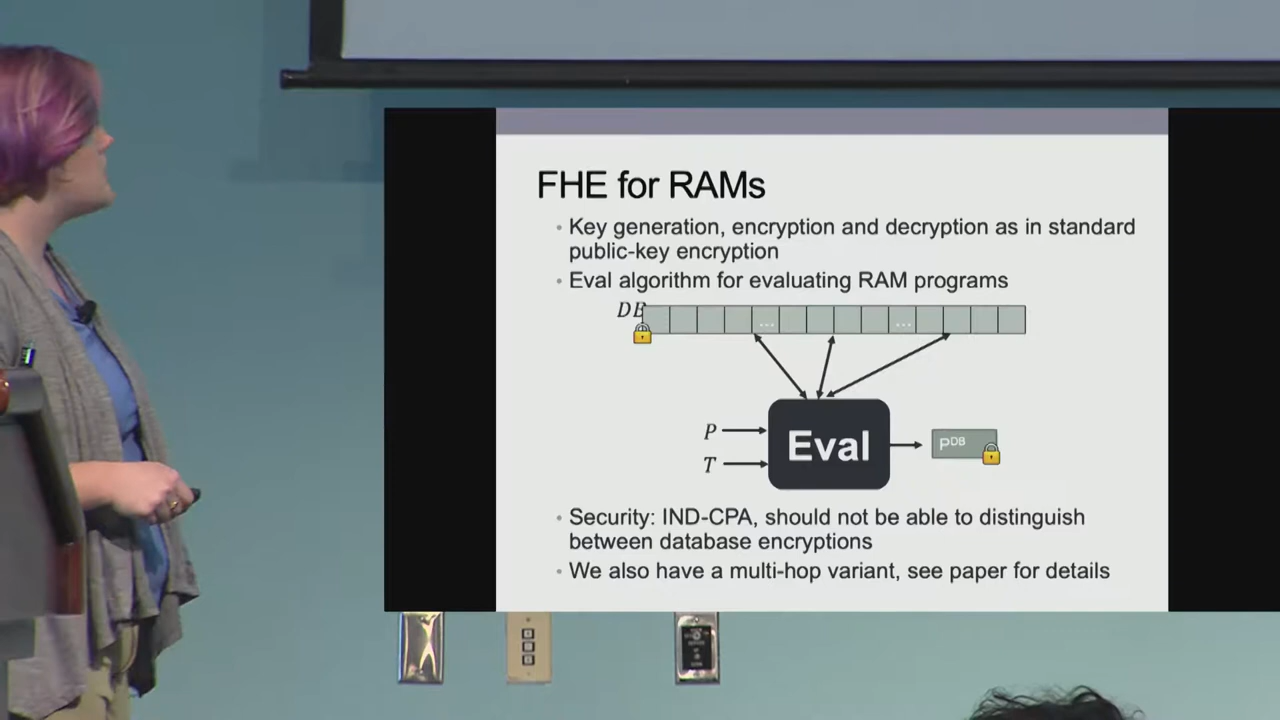 FHE for RAMs
• Key generation, encryption and decryption as in standard
public-key encryption
• Eval algorithm for evaluating RAM programs
DB
... ...
P
Eval
PDB
T
• Security: IND-CPA, should not be able to distinguish
between database encryptions
• We also have a multi-hop variant, see paper for details